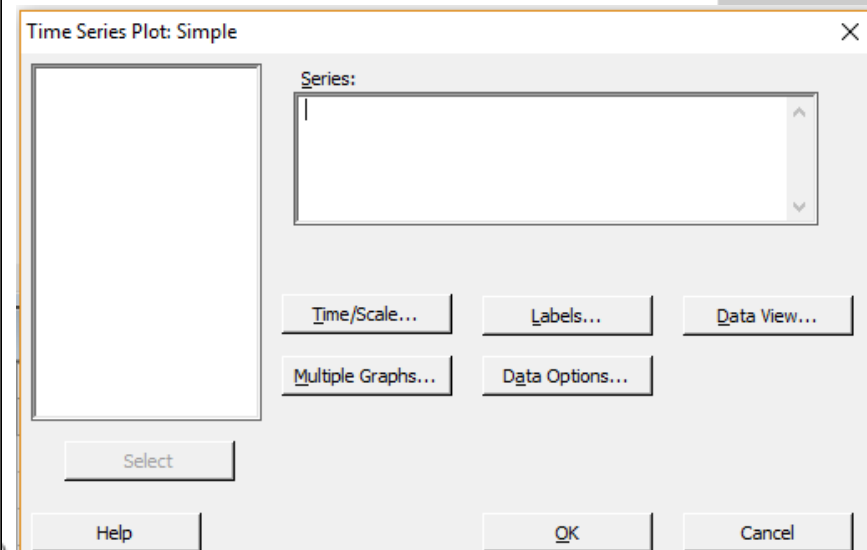 Time Series Plot: Simple
Series:
Time/Scale...
Labels...
Data View...
Multiple Graphs...
Data Options...
Select
Help
OK
Cancel